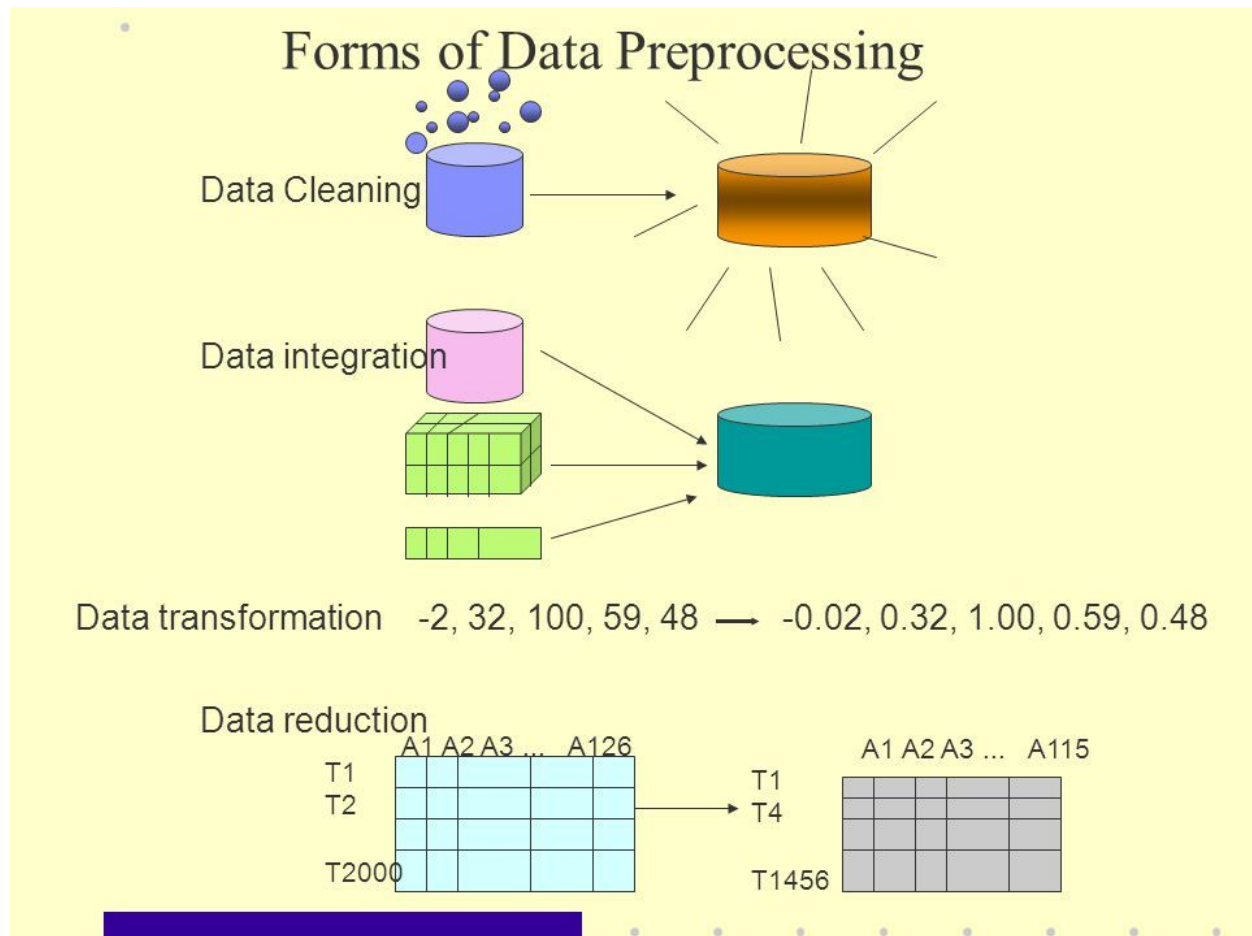 Forms of Data Preprocessing
Data Cleaning
Data integration
Data transformation -2, 32, 100, 59, 48 → -0.02, 0.32, 1.00, 0.59, 0.48
Data reduction
A1 A2 A3 ... A126
T1
T2
T2000
A1 A2 A3 ... A115
T1
T4
T1456